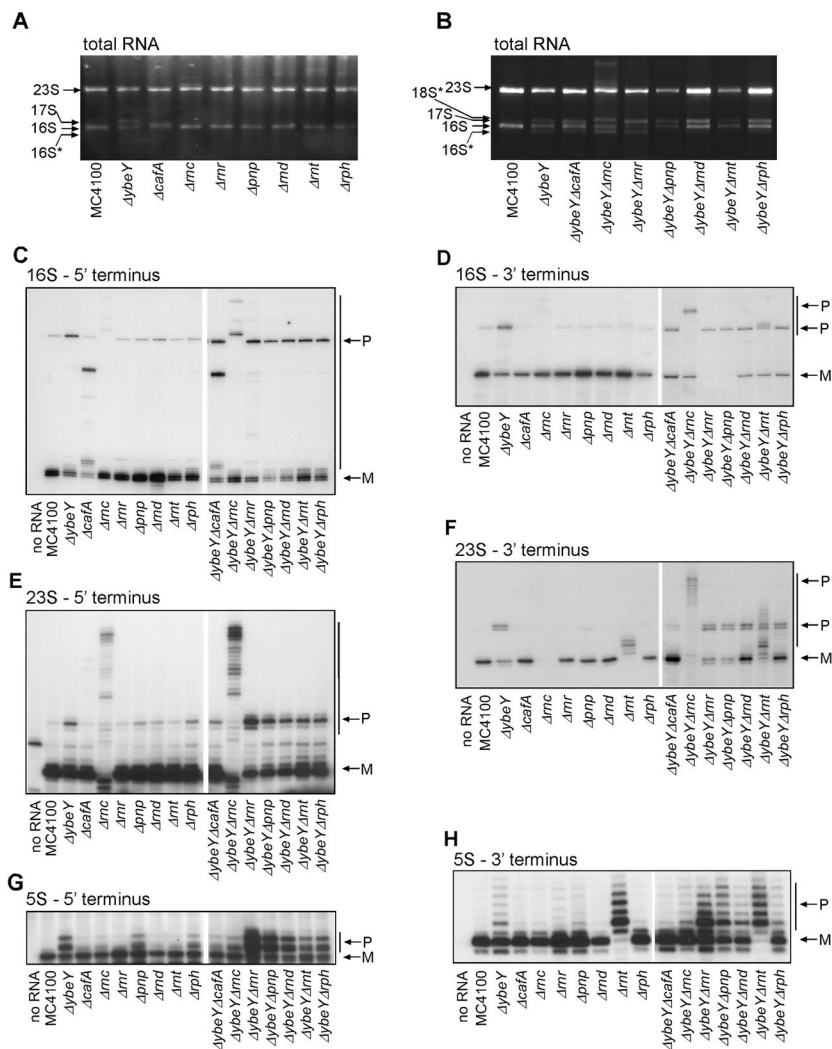 A
total RNA
23S
17S
16S
16S*
MC4100
ΔybeY
ΔcafA
Δrnc
Δrnr
Δpnp
Δrnd
Δrnt
Δrph
B
total RNA
23S
18S*
17S
16S
16S*
MC4100
ΔybeY
ΔybeYΔcafA
ΔybeYΔrnc
ΔybeYΔrnr
ΔybeYΔpnp
ΔybeYΔrnd
ΔybeYΔrnt
ΔybeYΔrph
C
16S - 5’ terminus
P
M
no RNA
MC4100
ΔybeY
ΔcafA
Δrnc
Δrnr
Δpnp
Δrnd
Δrnt
Δrph
ΔybeYΔcafA
ΔybeYΔrnc
ΔybeYΔrnr
ΔybeYΔpnp
ΔybeYΔrnd
ΔybeYΔrnt
ΔybeYΔrph
D
16S - 3’ terminus
P
P
M
no RNA
MC4100
ΔybeY
ΔcafA
Δrnc
Δrnr
Δpnp
Δrnd
Δrnt
Δrph
ΔybeYΔcafA
ΔybeYΔrnc
ΔybeYΔrnr
ΔybeYΔpnp
ΔybeYΔrnd
ΔybeYΔrnt
ΔybeYΔrph
E
23S - 5’ terminus
P
M
no RNA
MC4100
ΔybeY
ΔcafA
Δrnc
Δrnr
Δpnp
Δrnd
Δrnt
Δrph
ΔybeYΔcafA
ΔybeYΔrnc
ΔybeYΔrnr
ΔybeYΔpnp
ΔybeYΔrnd
ΔybeYΔrnt
ΔybeYΔrph
F
23S - 3’ terminus
P
P
M
no RNA
MC4100
ΔybeY
ΔcafA
Δrnc
Δrnr
Δpnp
Δrnd
Δrnt
Δrph
ΔybeYΔcafA
ΔybeYΔrnc
ΔybeYΔrnr
ΔybeYΔpnp
ΔybeYΔrnd
ΔybeYΔrnt
ΔybeYΔrph
G
5S - 5’ terminus
P
M
no RNA
MC4100
ΔybeY
ΔcafA
Δrnc
Δrnr
Δpnp
Δrnd
Δrnt
Δrph
ΔybeYΔcafA
ΔybeYΔrnc
ΔybeYΔrnr
ΔybeYΔpnp
ΔybeYΔrnd
ΔybeYΔrnt
ΔybeYΔrph
H
5S - 3’ terminus
P
M
no RNA
MC4100
ΔybeY
ΔcafA
Δrnc
Δrnr
Δpnp
Δrnd
Δrnt
Δrph
ΔybeYΔcafA
ΔybeYΔrnc
ΔybeYΔrnr
ΔybeYΔpnp
ΔybeYΔrnd
ΔybeYΔrnt
ΔybeYΔrph